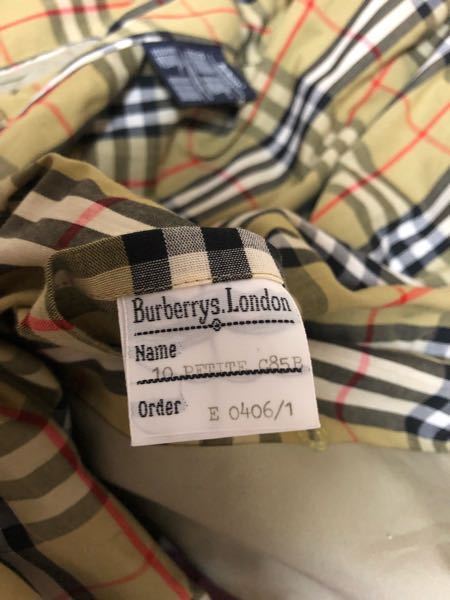 Burberrys.London
Name
10 PETITE C85B
Order E 0406/1